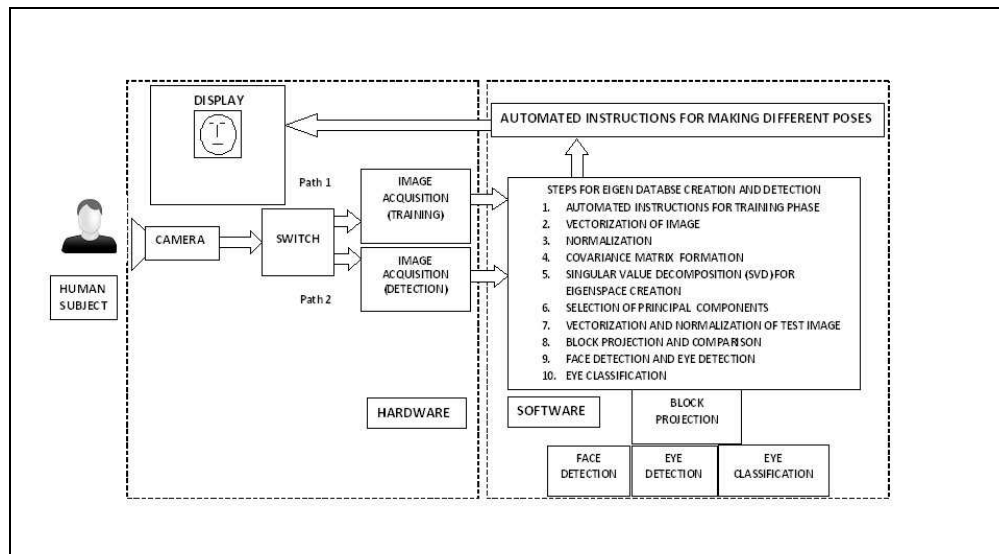 DISPLAY
AUTOMATED INSTRUCTIONS FOR MAKING DIFFERENT POSES
Path 1
IMAGE
ACQUISITION
(TRAINING)
CAMERA
SWITCH
IMAGE
ACQUISITION
(DETECTION)
Path 2
HUMAN
SUBJECT
STEPS FOR EIGEN DATABSE CREATION AND DETECTION
1. AUTOMATED INSTRUCTIONS FOR TRAINING PHASE
2. VECTORIZATION OF IMAGE
3. NORMALIZATION
4. COVARIANCE MATRIX FORMATION
5. SINGULAR VALUE DECOMPOSITION (SVD)FOR
EIGENSPACE CREATION
6. SELECTION OF PRINCIPAL COMPONENTS
7. VECTORIZATION AND NORMALIZATION OF TEST IMAGE
8. BLOCK PROJECTION AND COMPARISON
9. FACE DETECTION AND EYE DETECTION
10. EYE CLASSIFICATION
HARDWARE
SOFTWARE
BLOCK
PROJECTION
FACE
DETECTION
EYE
DETECTION
EYE
CLASSIFICATION